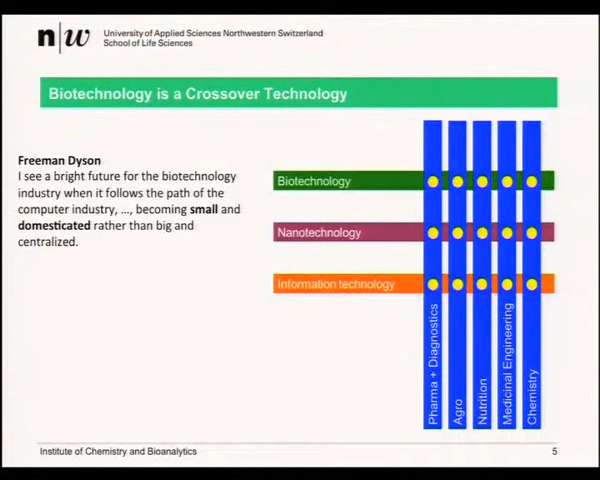 n|w
University of Applied Sciences Northwestern Switzerland
School of Life Sciences
Biotechnology is a Crossover Technology
Freeman Dyson
I see a bright future for the biotechnology
industry when it follows the path of the
computer industry, ..., becoming small and
domesticated rather than big and
centralized.
Biotechnology
Nanotechnology
Information technology
Pharma + Diagnostics
Agro
Nutrition
Medicinal Engineering
Chemistry
Institute of Chemistry and Bioanalytics
5